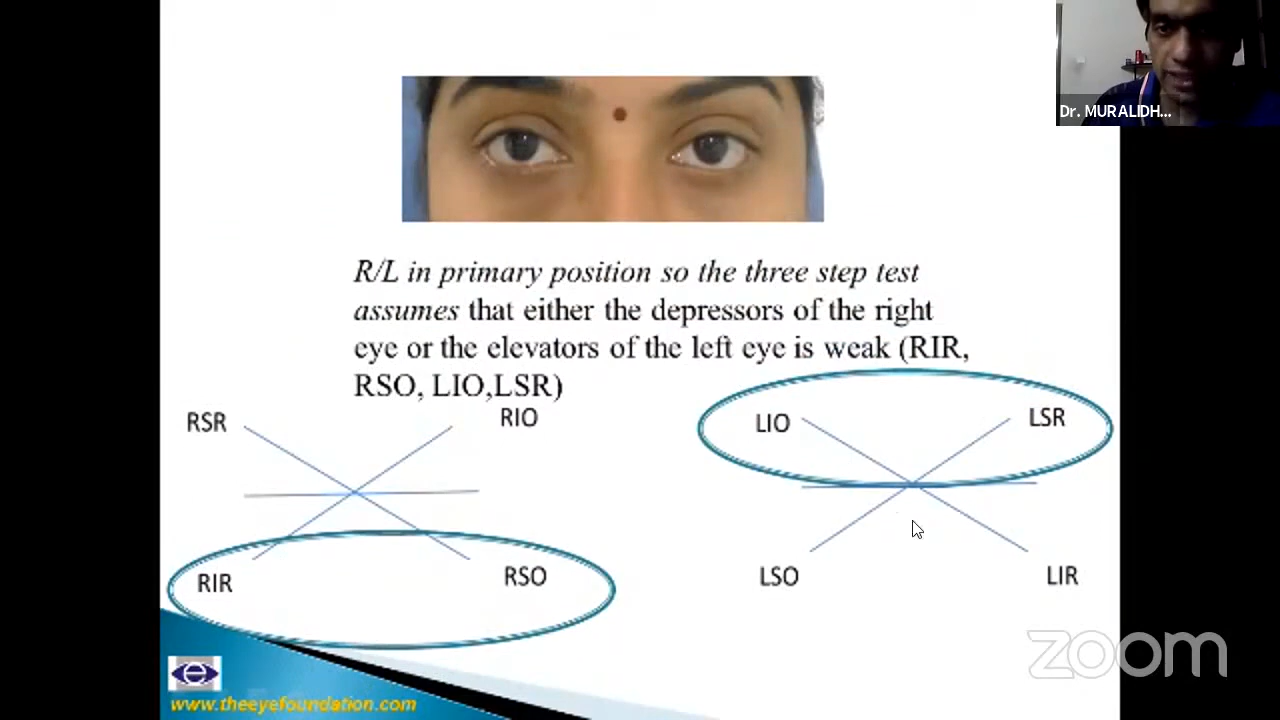 Dr. MURALIDH...
R/L in primary position so the three step test
assumes that either the depressors of the right
eye or the elevators of the left eye is weak (RIR,
RSO, LIO,LSR)
RSR RIO LIO LSR
RIR RSO LSO LIR
zoom
www.theeyefoundation.com